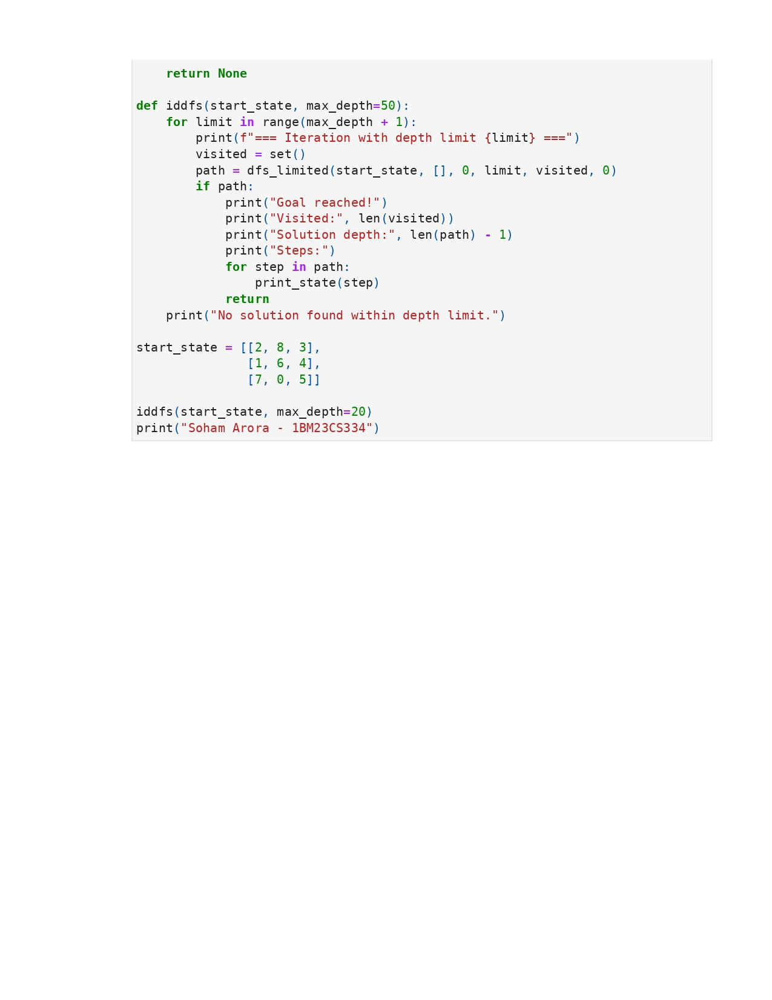 return None

def iddfs(start_state, max_depth=50):
    for limit in range(max_depth + 1):
        print(f"=== Iteration with depth limit {limit} ===")
        visited = set()
        path = dfs_limited(start_state, [], 0, limit, visited, 0)
        if path:
            print("Goal reached!")
            print("Visited:", len(visited))
            print("Solution depth:", len(path) - 1)
            print("Steps:")
            for step in path:
                print_state(step)
            return
    print("No solution found within depth limit.")

start_state = [[2, 8, 3],
               [1, 6, 4],
               [7, 0, 5]]

iddfs(start_state, max_depth=20)
print("Soham Arora - 1BM23CS334")